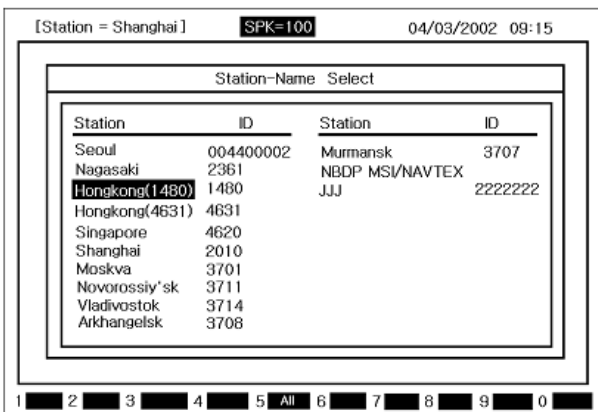 [Station = Shanghai] SPK=100 04/03/2002 09:15
Station-Name Select
Station ID Station ID
Seoul 004400002 Murmansk 3707
Nagasaki 2361 NBDP MSI/NAVTEX
Hongkong(1480) 1480 JJJ 2222222
Hongkong(4631) 4631
Singapore 4620
Shanghai 2010
Moskva 3701
Novorossiy'sk 3711
Vladivostok 3714
Arkhangelsk 3708
1 2 3 4 5 All 6 7 8 9 0